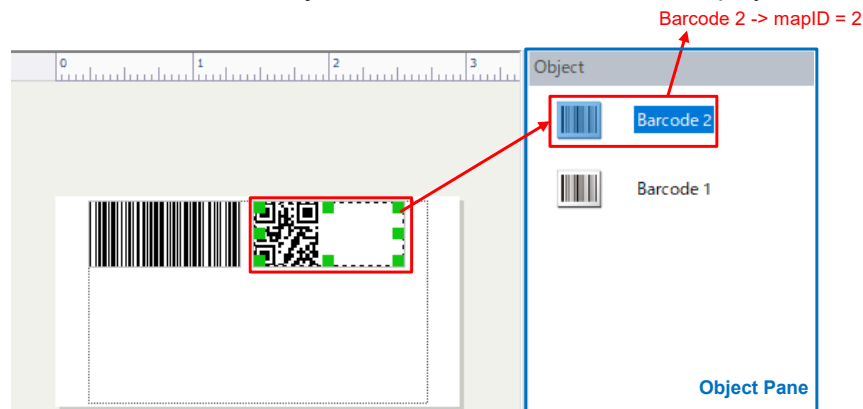 Barcode 2 -> mapID = 2
0 1 2 3
Object
Barcode 2
Barcode 1
Object Pane